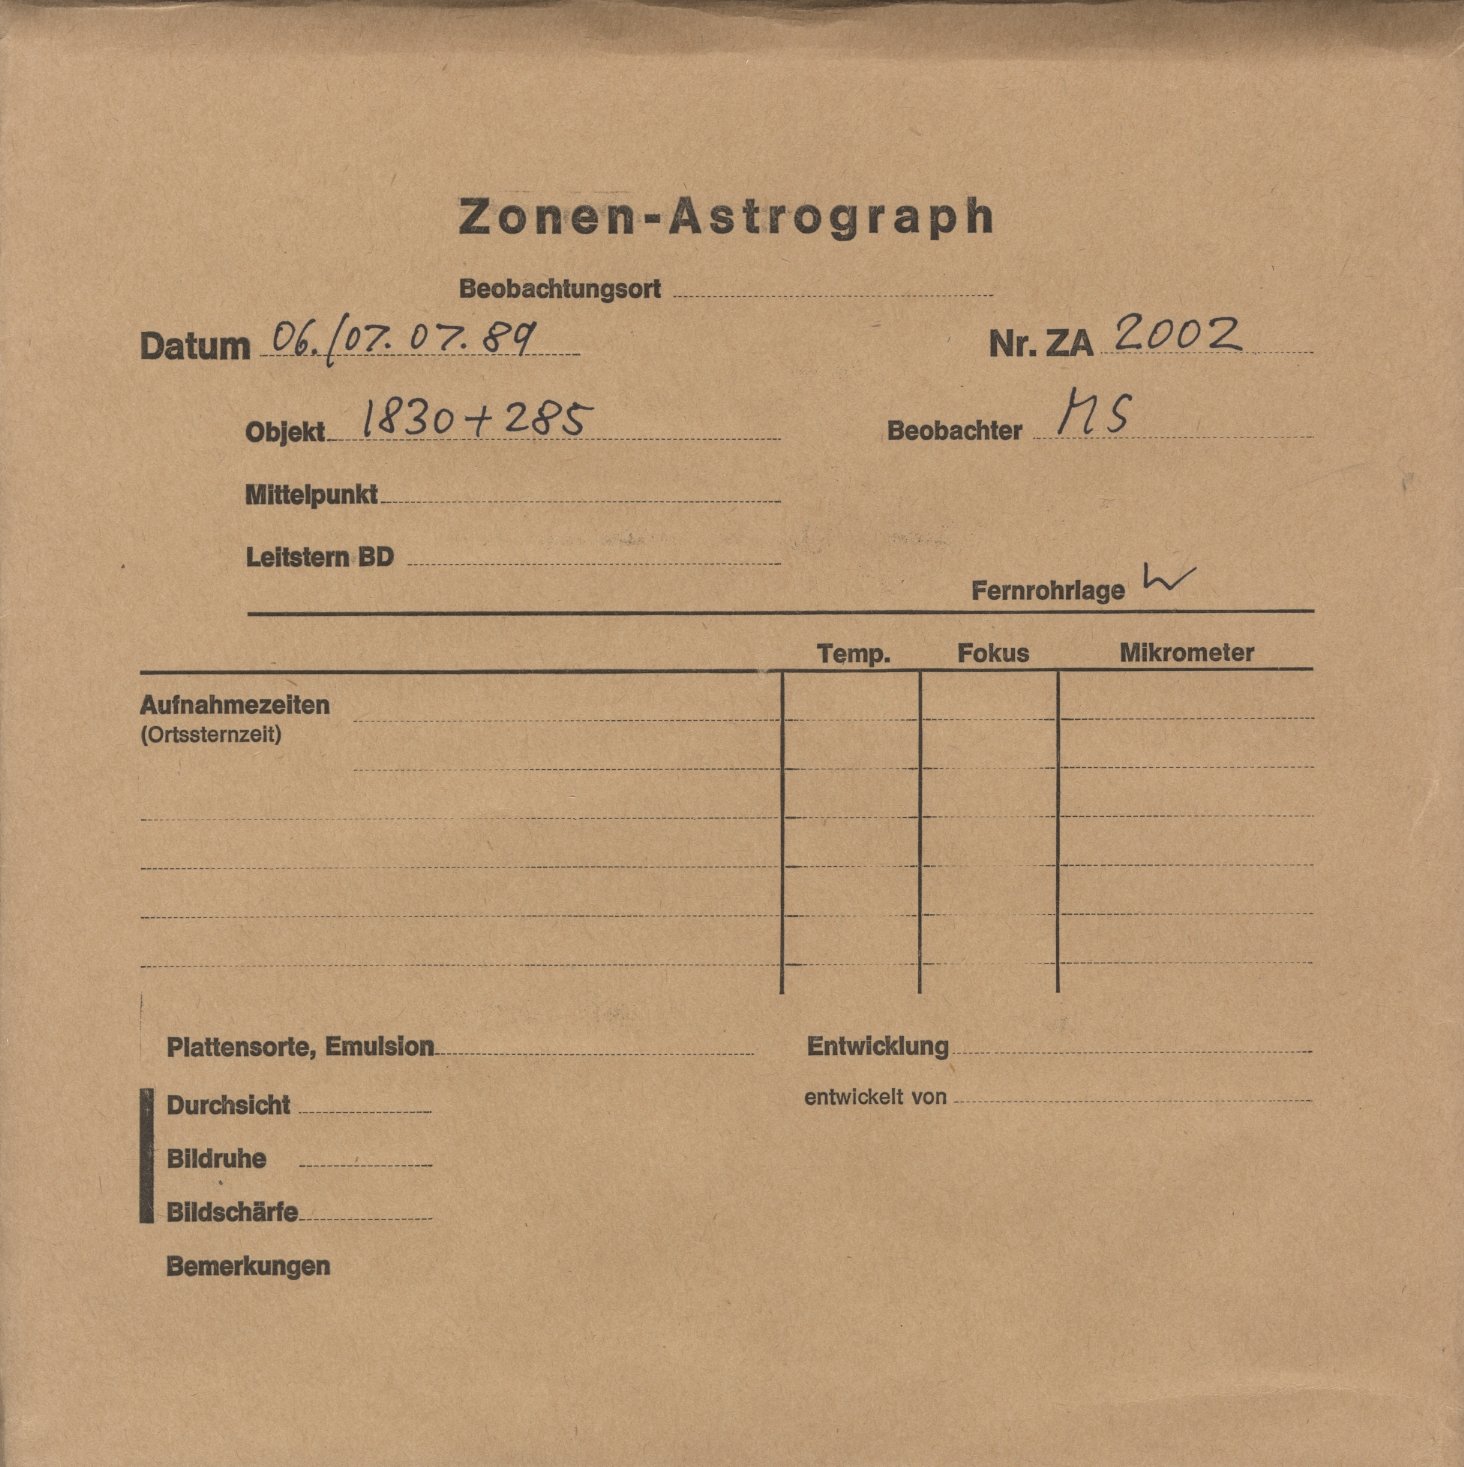 Zonen-Astrograph
Beobachtungsort
Datum 06./07. 07. 89 Nr. ZA 2002
Objekt 1830+285 Beobachter MS
Mittelpunkt
Leitstern BD
Fernrohrlage W
Temp. Fokus Mikrometer
Aufnahmezeiten
(Ortssternzeit)
Plattensorte, Emulsion Entwicklung
Durchsicht entwickelt von
Bildruhe
Bildschärfe
Bemerkungen